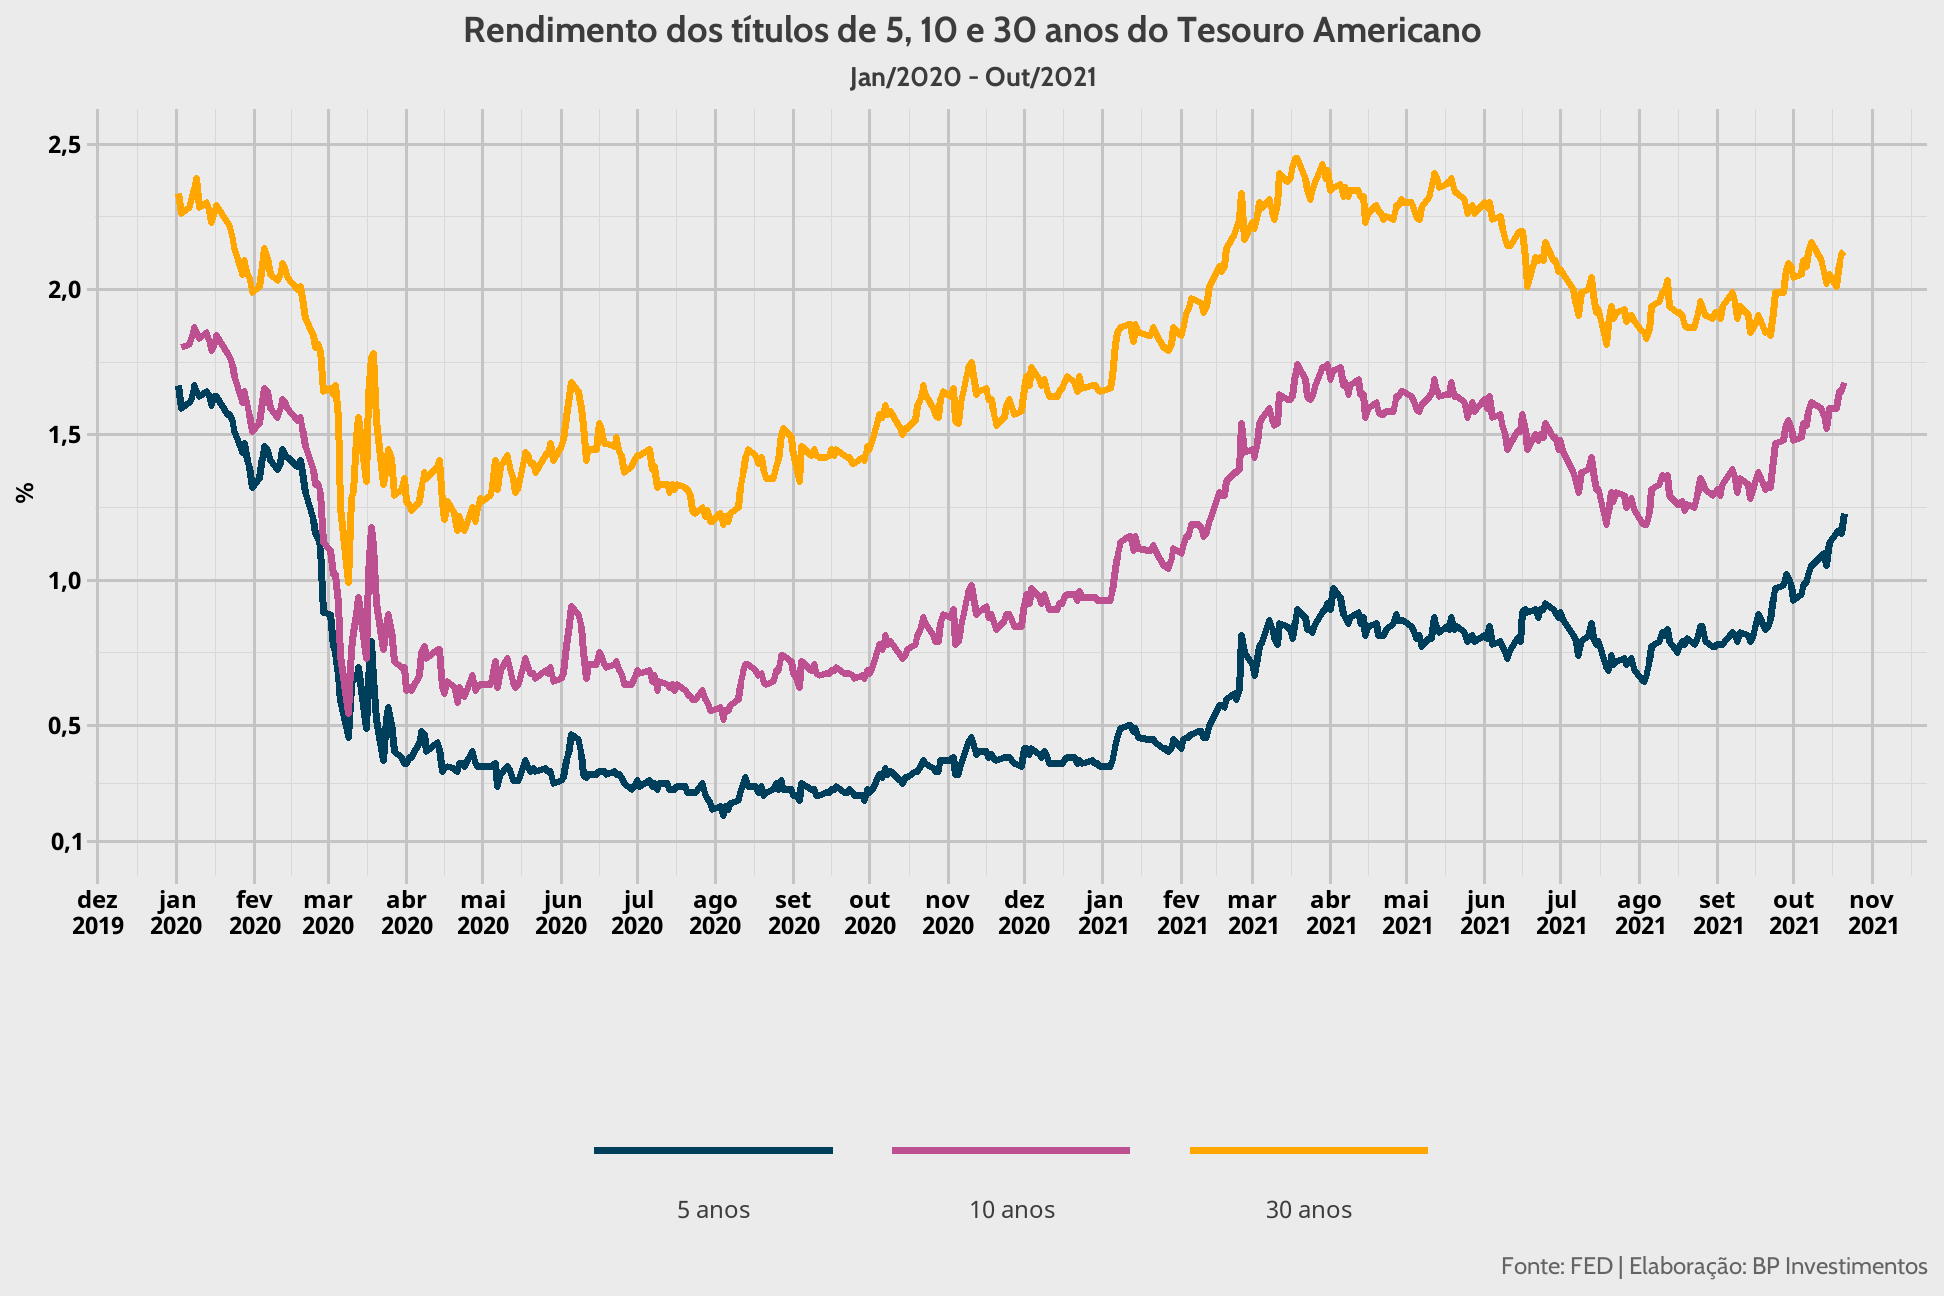 Rendimento dos títulos de 5, 10 e 30 anos do Tesouro Americano
Jan/2020 - Out/2021
2,5
2,0
1,5
1,0
0,5
0,1
%
dez jan fev mar abr mai jun jul ago set out nov dez jan fev mar abr mai jun jul ago set out nov
2019 2020 2020 2020 2020 2020 2020 2020 2020 2020 2020 2020 2020 2021 2021 2021 2021 2021 2021 2021 2021 2021 2021 2021
5 anos 10 anos 30 anos
Fonte: FED | Elaboração: BP Investimentos